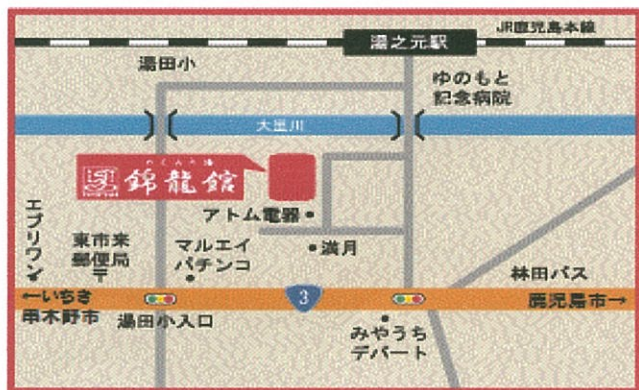 JR鹿児島本線
湯之元駅
湯田小
ゆのもと
記念病院
大里川
錦龍館
アトム電器
満月
エブリワン
東市来
郵便局
マルエイ
パチンコ
林田バス
←いちき
串木野市
3
鹿児島市→
湯田小入口
みやうち
デパート